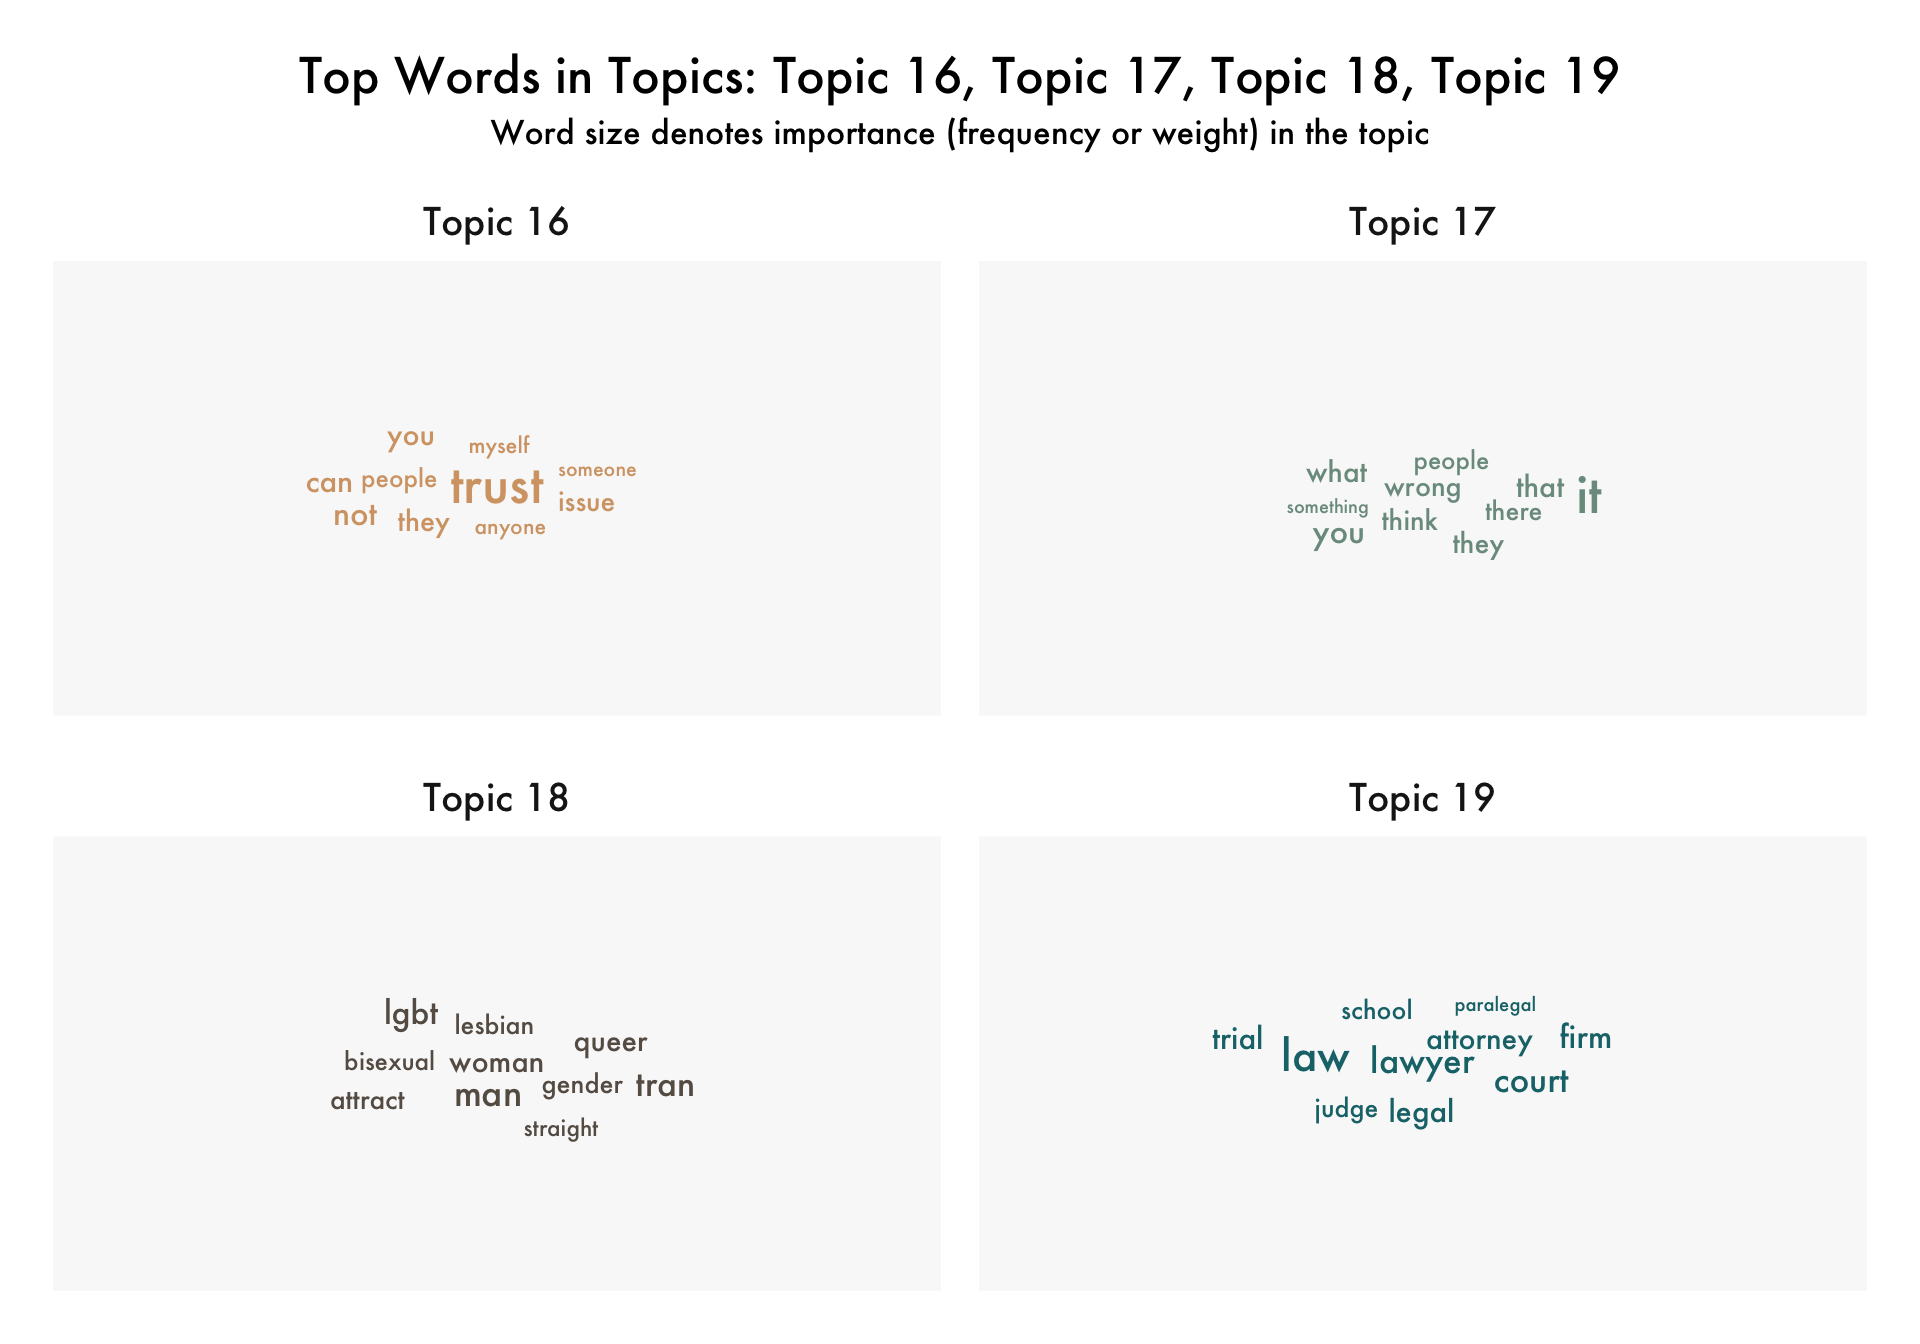 Top Words in Topics: Topic 16, Topic 17, Topic 18, Topic 19
Word size denotes importance (frequency or weight) in the topic
Topic 16
you
myself
someone
can people trust
issue
not
they
anyone
Topic 17
people
what
wrong
that
it
something
there
think
you
they
Topic 18
lgbt
lesbian
queer
bisexual
woman
gender
tran
man
attract
straight
Topic 19
school
paralegal
trial
attorney
firm
law
lawyer
court
judge
legal